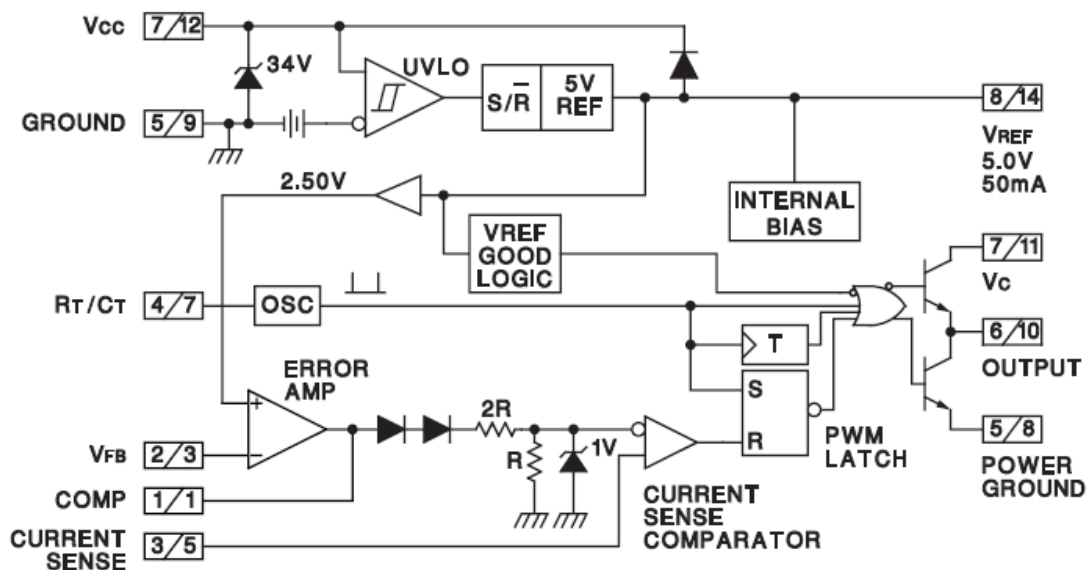 Vcc 7/12
34V
UVLO
S/R̅
5V
REF
GROUND 5/9
8/14
VREF
5.0V
50mA
2.50V
INTERNAL
BIAS
VREF
GOOD
LOGIC
7/11
Vc
RT/CT 4/7
OSC
T
6/10
OUTPUT
ERROR
AMP
+
−
2R
R
1V
S
R
PWM
LATCH
VFB 2/3
COMP 1/1
CURRENT
SENSE
3/5
CURRENT
SENSE
COMPARATOR
5/8
POWER
GROUND